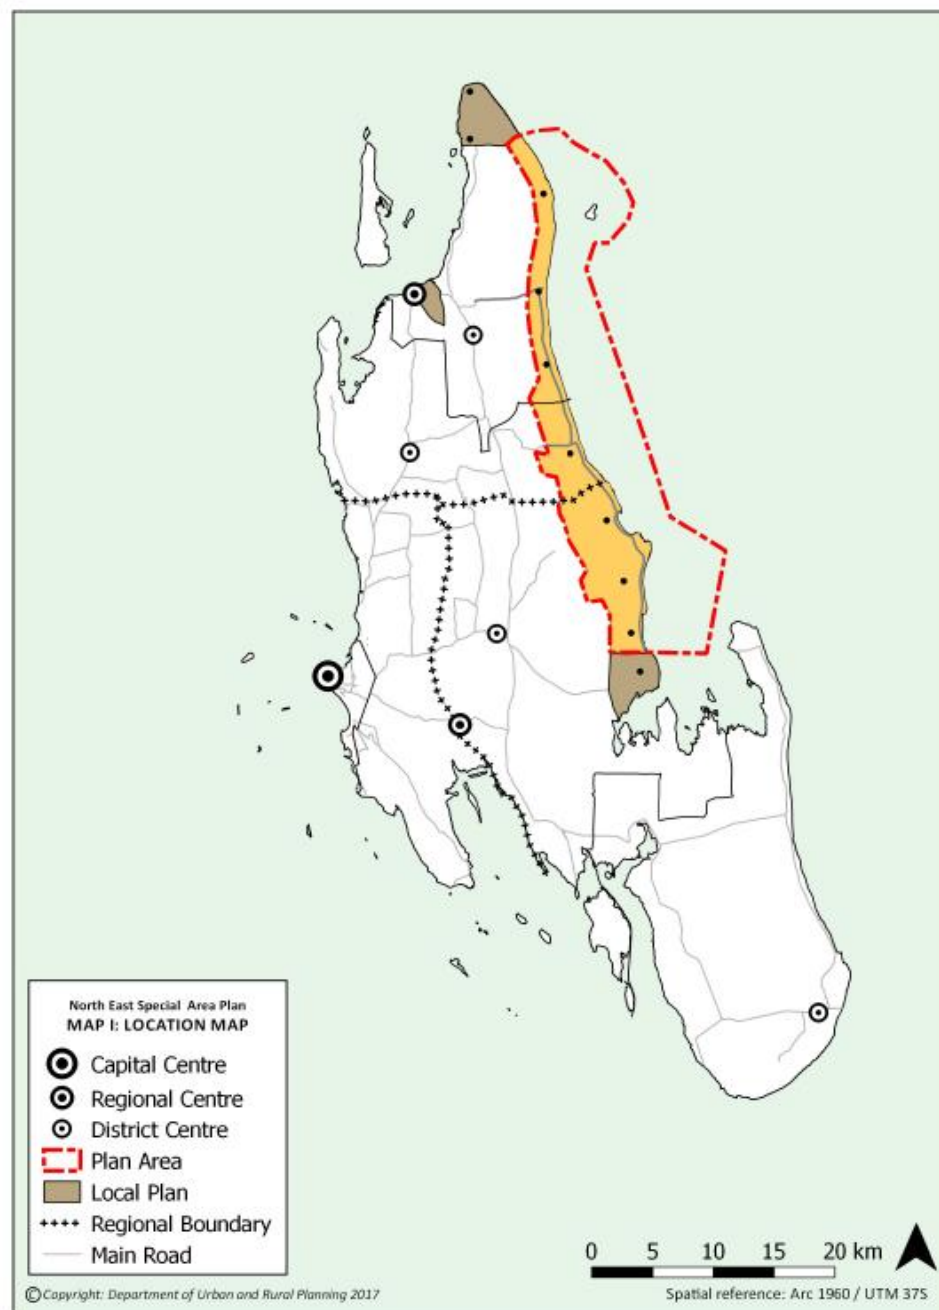 North East Special Area Plan
MAP I: LOCATION MAP
Capital Centre
Regional Centre
District Centre
Plan Area
Local Plan
Regional Boundary
Main Road
0 5 10 15 20 km
© Copyright: Department of Urban and Rural Planning 2017
Spatial reference: Arc 1960 / UTM 37S